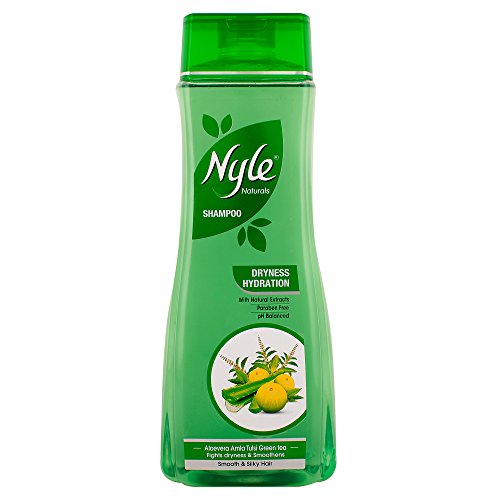 Nyle®
Naturals
SHAMPOO
DRYNESS
HYDRATION
With Natural Extracts
Paraben Free
pH Balanced
Aloevera Amla Tulsi Green tea
Fights dryness & Smoothens
Smooth & Silky Hair